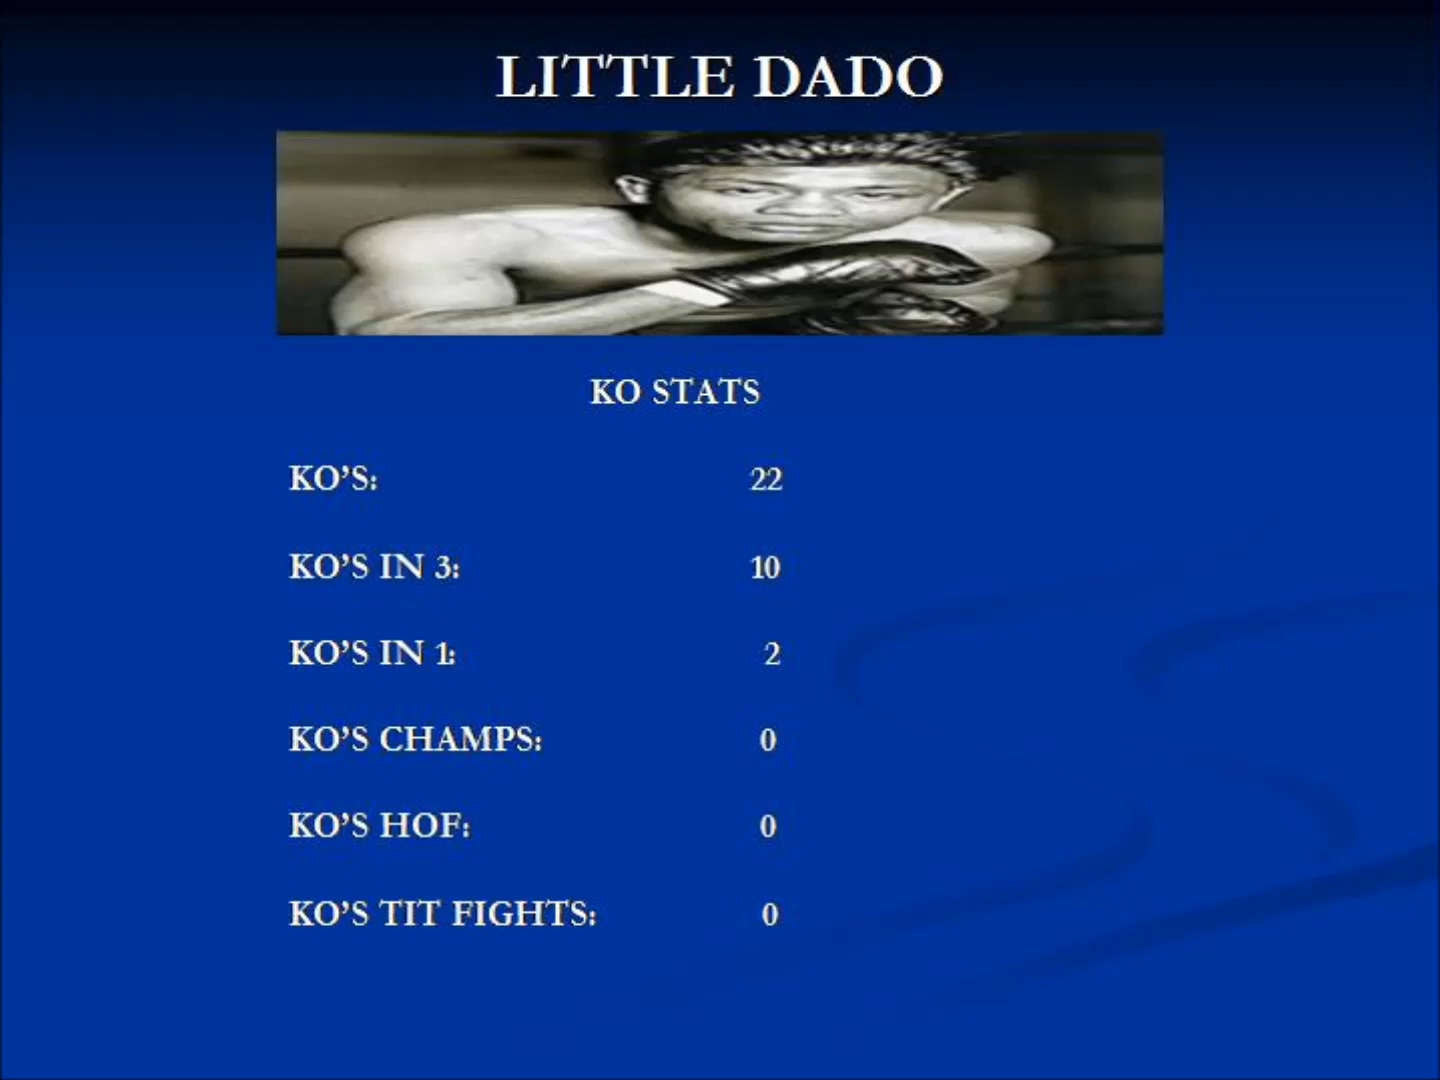 LITTLE DADO
KO STATS
KO’S: 22
KO’S IN 3: 10
KO’S IN 1: 2
KO’S CHAMPS: 0
KO’S HOF: 0
KO’S TIT FIGHTS: 0